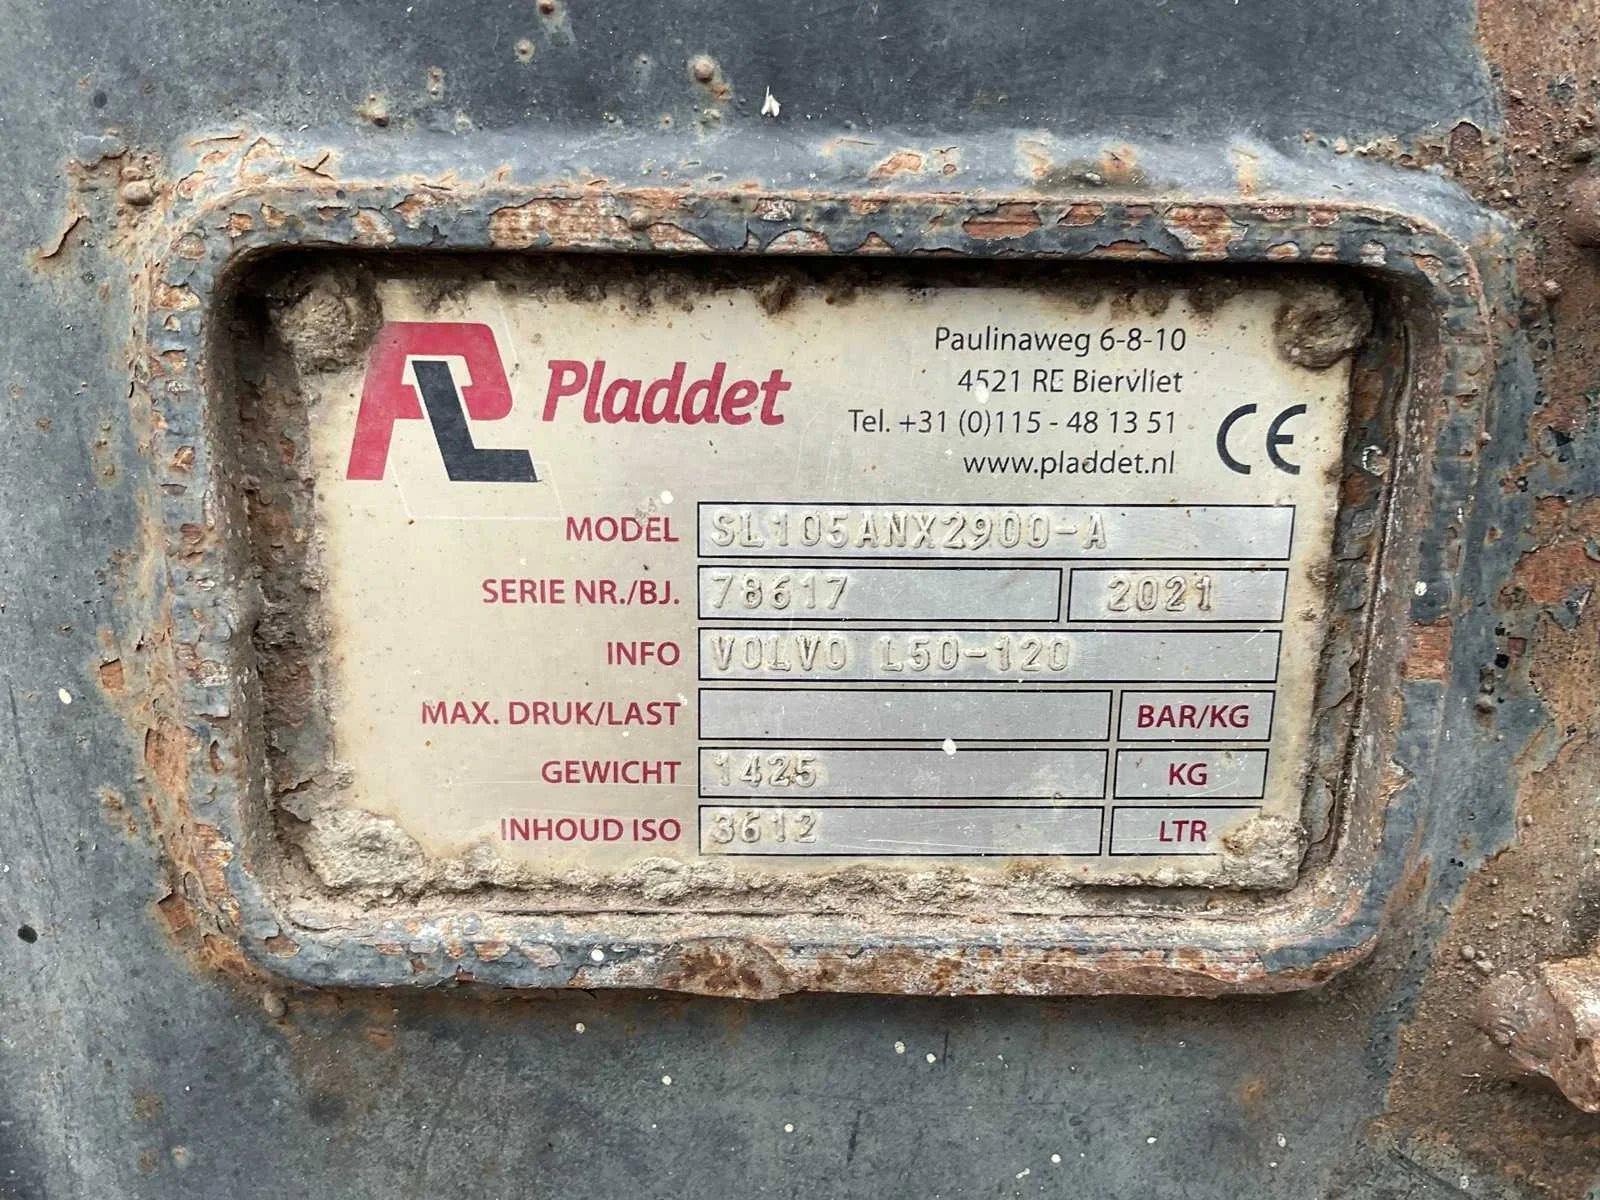 PL Pladdet
Paulinaweg 6-8-10
4521 RE Biervliet
Tel. +31 (0)115 - 48 13 51
www.pladdet.nl
CE
MODEL SL105ANX2900-A
SERIE NR./BJ. 78617 2021
INFO VOLVO L50-120
MAX. DRUK/LAST BAR/KG
GEWICHT 1425 KG
INHOUD ISO 3612 LTR